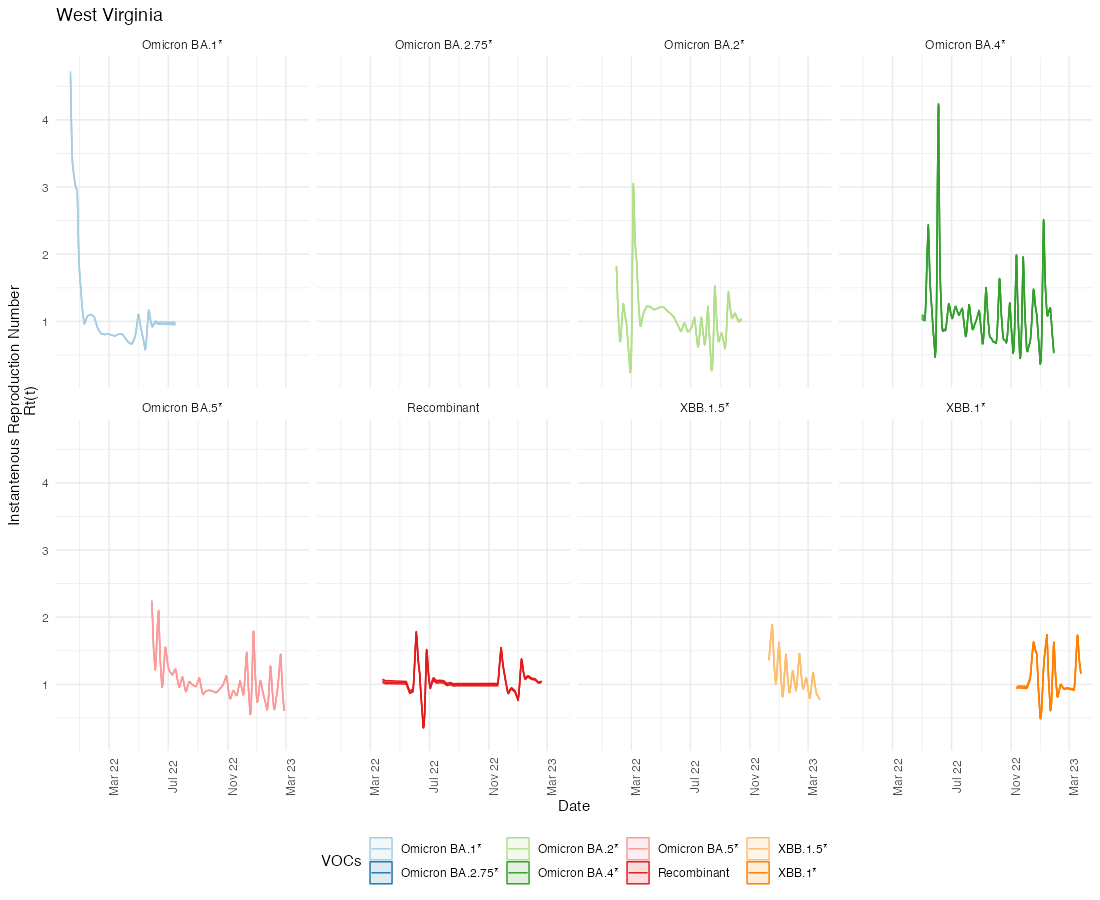 West Virginia
Omicron BA.1*
Omicron BA.2.75*
Omicron BA.2*
Omicron BA.4*
4
3
2
1
Instantenous Reproduction Number
Rt(t)
Omicron BA.5*
Recombinant
XBB.1.5*
XBB.1*
4
3
2
1
Mar 22
Jul 22
Nov 22
Mar 23
Mar 22
Jul 22
Nov 22
Mar 23
Mar 22
Jul 22
Nov 22
Mar 23
Mar 22
Jul 22
Nov 22
Mar 23
Date
VOCs
Omicron BA.1*
Omicron BA.2*
Omicron BA.5*
XBB.1.5*
Omicron BA.2.75*
Omicron BA.4*
Recombinant
XBB.1*